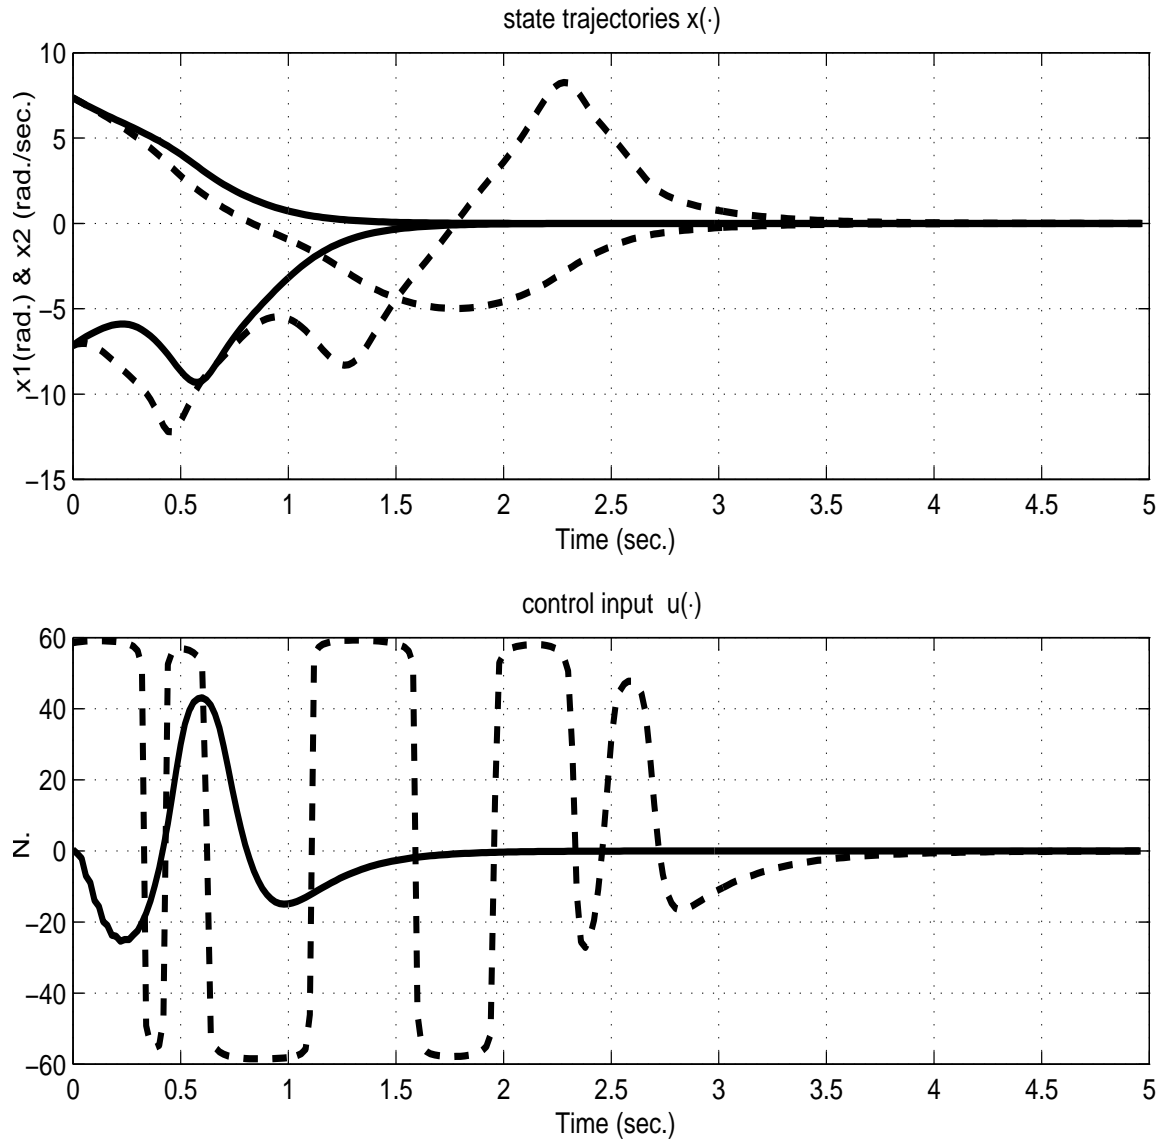 state trajectories x(·)
x1(rad.) & x2 (rad./sec.)
10
5
0
−5
−10
−15
0 0.5 1 1.5 2 2.5 3 3.5 4 4.5 5
Time (sec.)
control input u(·)
N.
60
40
20
0
−20
−40
−60
0 0.5 1 1.5 2 2.5 3 3.5 4 4.5 5
Time (sec.)